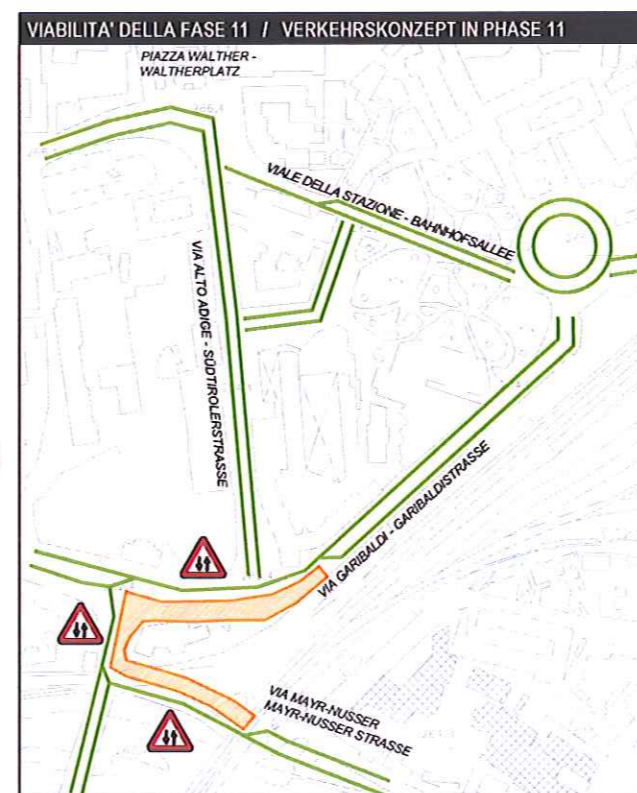 VIABILITA' DELLA FASE 11 / VERKEHRSKONZEPT IN PHASE 11
PIAZZA WALTHER -
WALTHERPLATZ
VIALE DELLA STAZIONE - BAHNHOFSALLEE
VIA ALTO ADIGE - SÜDTIROLERSTRASSE
VIA GARIBALDI - GARIBALDISTRASSE
VIA MAYR-NUSSER
MAYR-NUSSER STRASSE